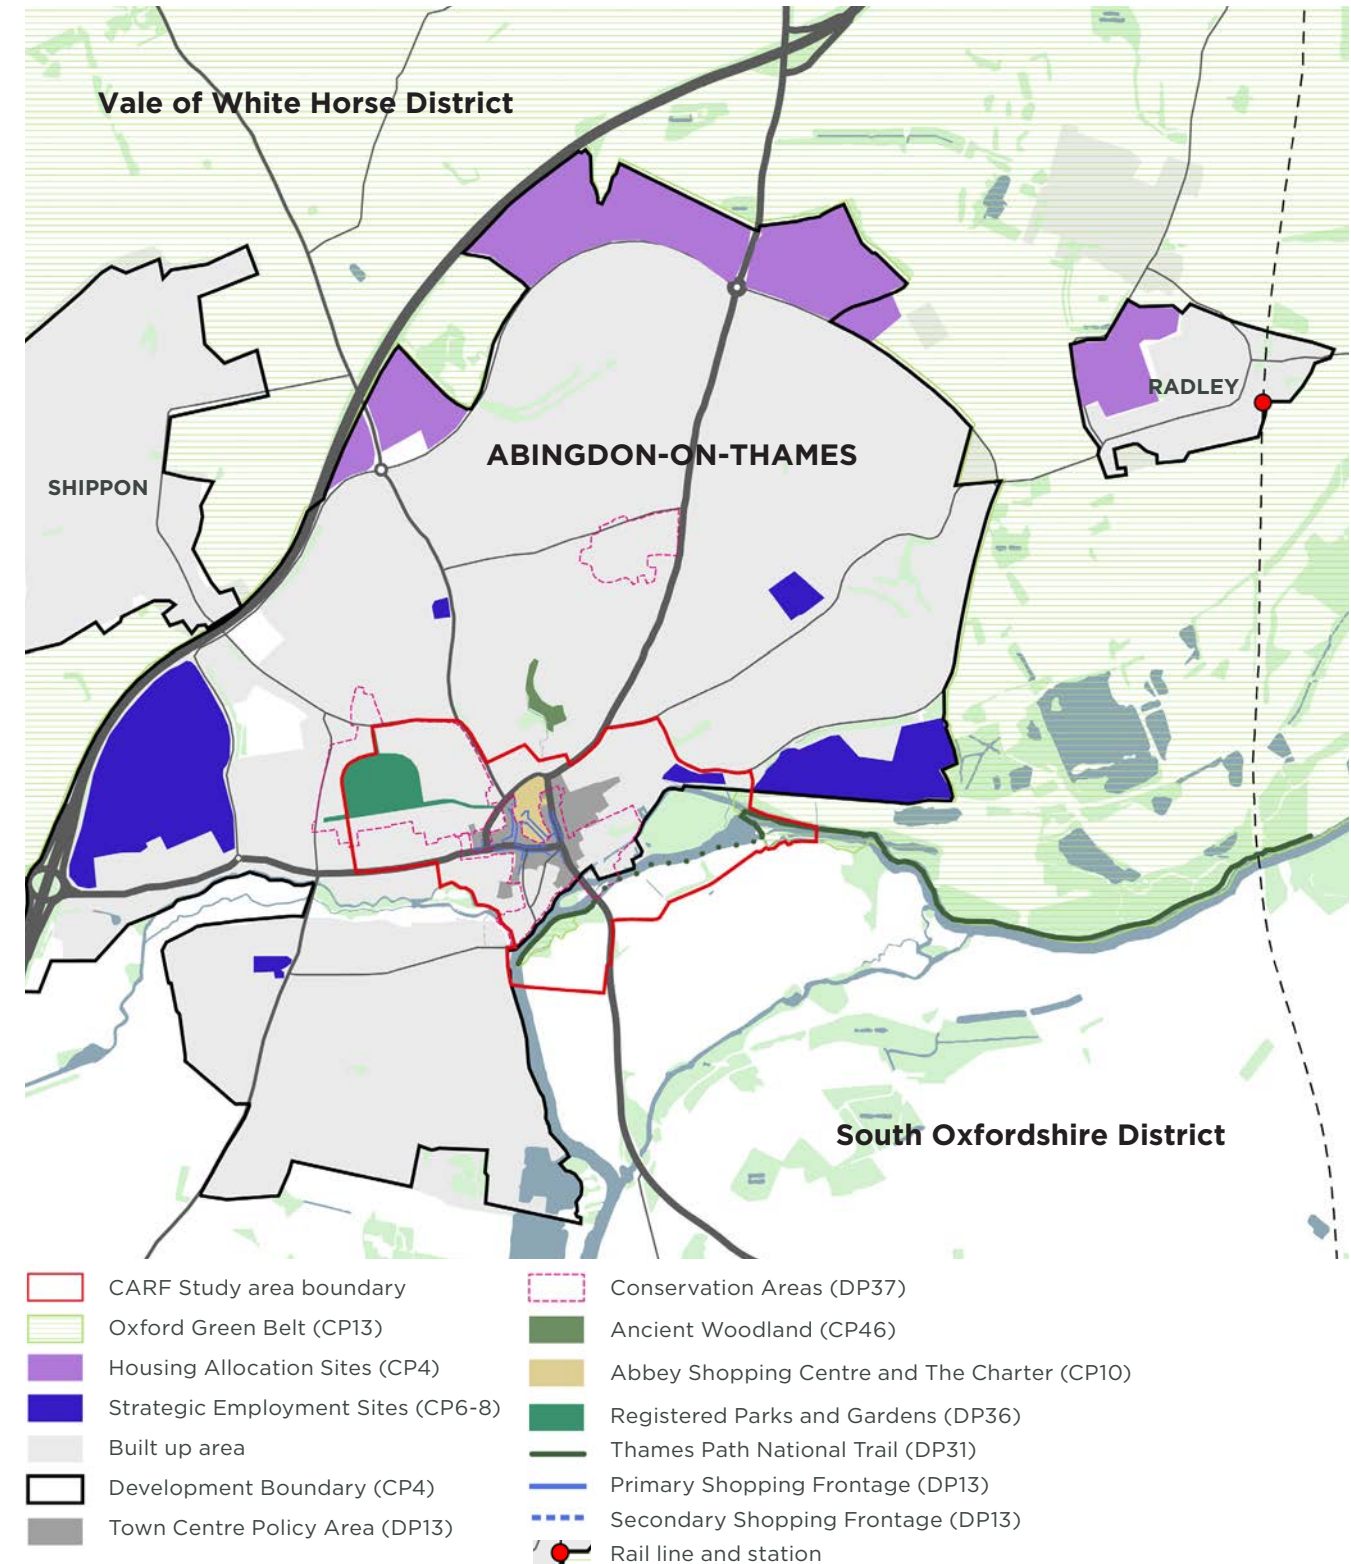 Vale of White Horse District
RADLEY
ABINGDON-ON-THAMES
SHIPPON
South Oxfordshire District
CARF Study area boundary
Oxford Green Belt (CP13)
Housing Allocation Sites (CP4)
Strategic Employment Sites (CP6-8)
Built up area
Development Boundary (CP4)
Town Centre Policy Area (DP13)
Conservation Areas (DP37)
Ancient Woodland (CP46)
Abbey Shopping Centre and The Charter (CP10)
Registered Parks and Gardens (DP36)
Thames Path National Trail (DP31)
Primary Shopping Frontage (DP13)
Secondary Shopping Frontage (DP13)
Rail line and station